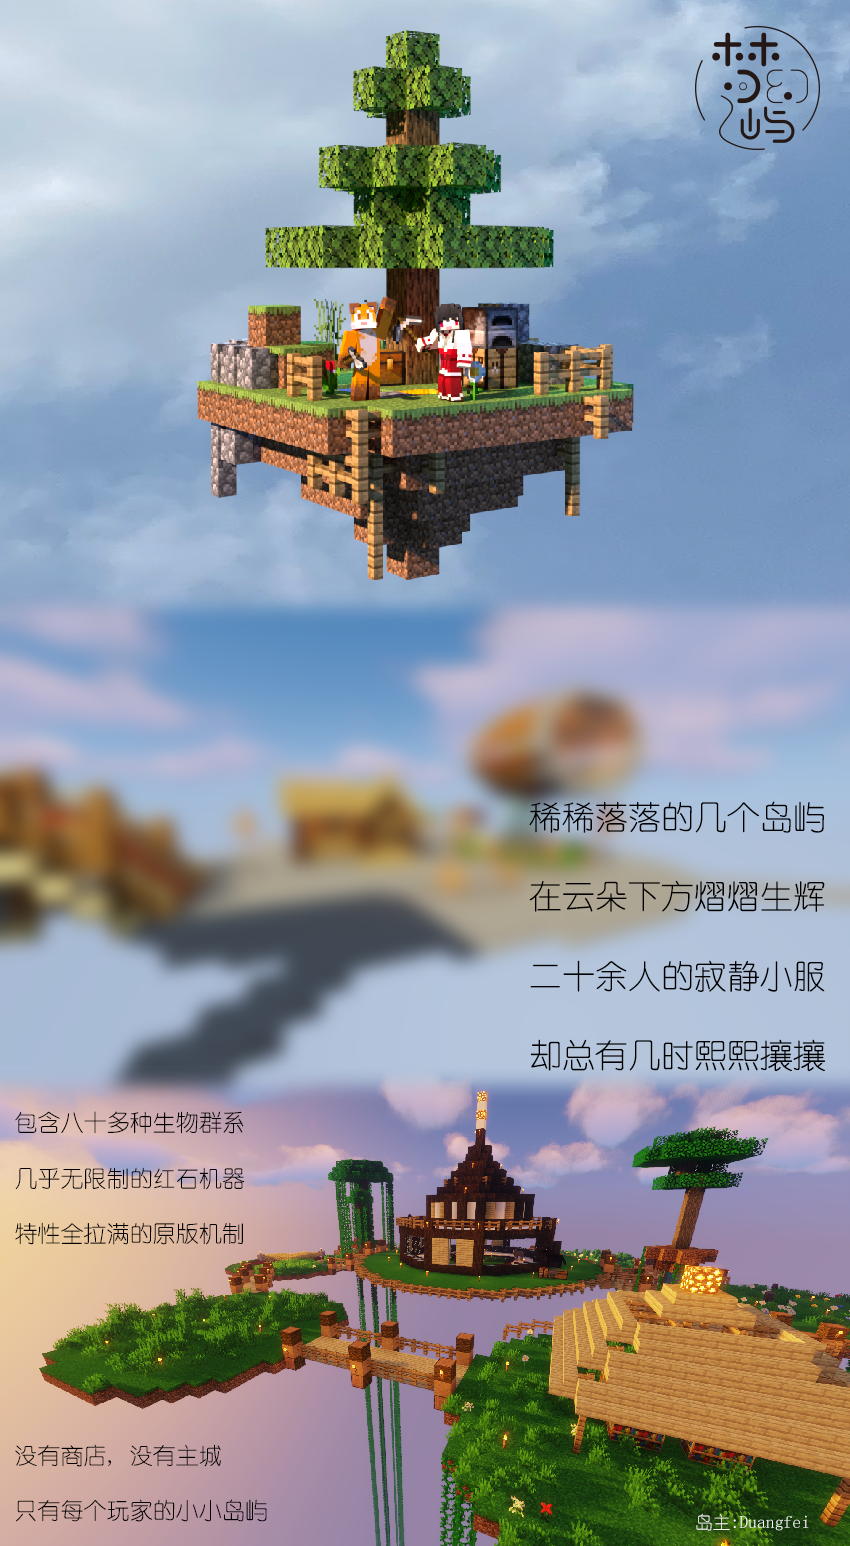 梦幻屿
稀稀落落的几个岛屿
在云朵下方熠熠生辉
二十余人的寂静小服
却总有几时熙熙攘攘
包含八十多种生物群系
几乎无限制的红石机器
特性全拉满的原版机制
没有商店，没有主城
只有每个玩家的小小岛屿
岛主:Duangfei